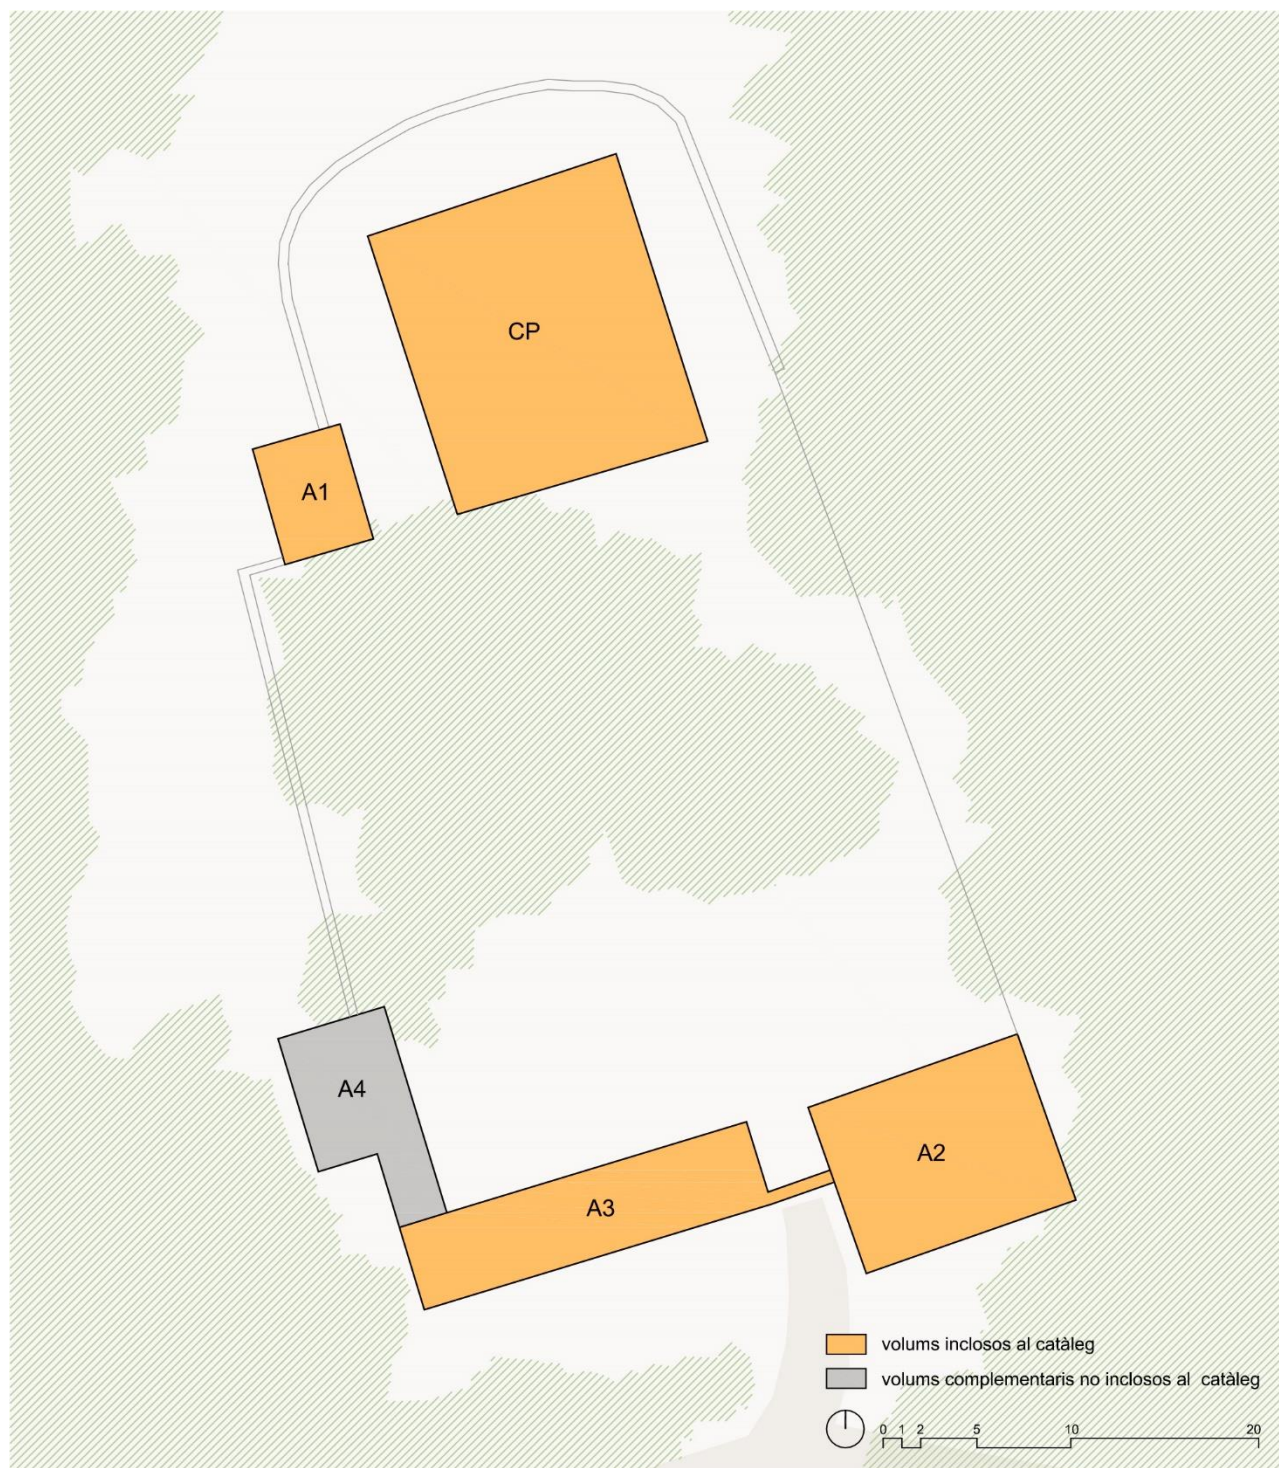 CP
A1
A4
A2
A3
volums inclosos al catàleg
volums complementaris no inclosos al catàleg
0 1 2 5 10 20